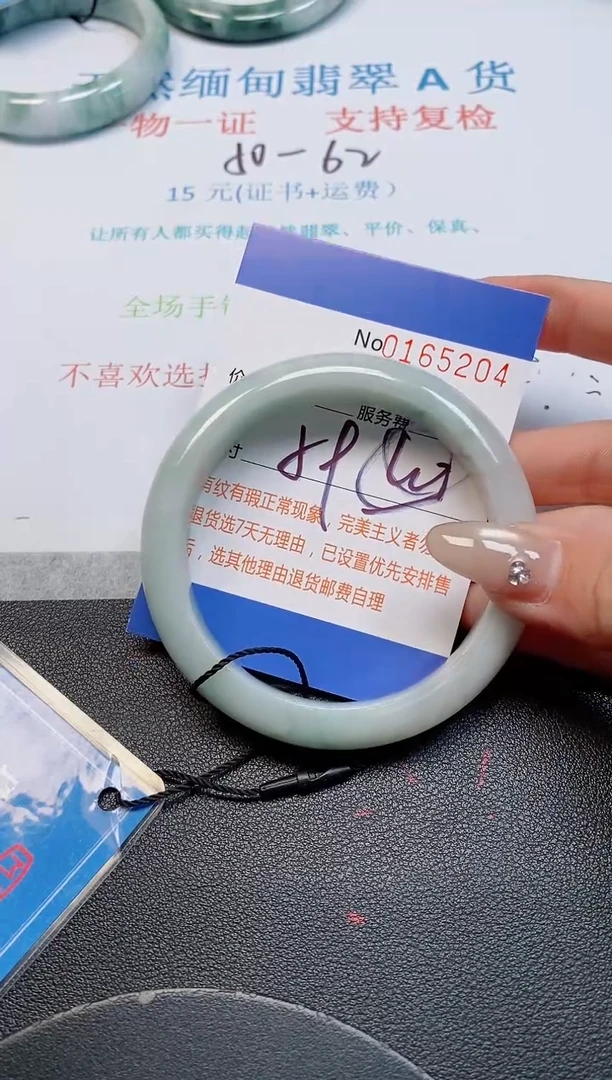 缅甸翡翠 A 货
物一证 支持复检
15 元(证书+运费)
让所有人都买得起 翡翠、平价、保真、
全场手
不喜欢选
No0165204
价
服务
寸
有纹有瑕正常现象，完美主义者
退货选7天无理由，已设置优先安排售
后，选其他理由退货邮费自理